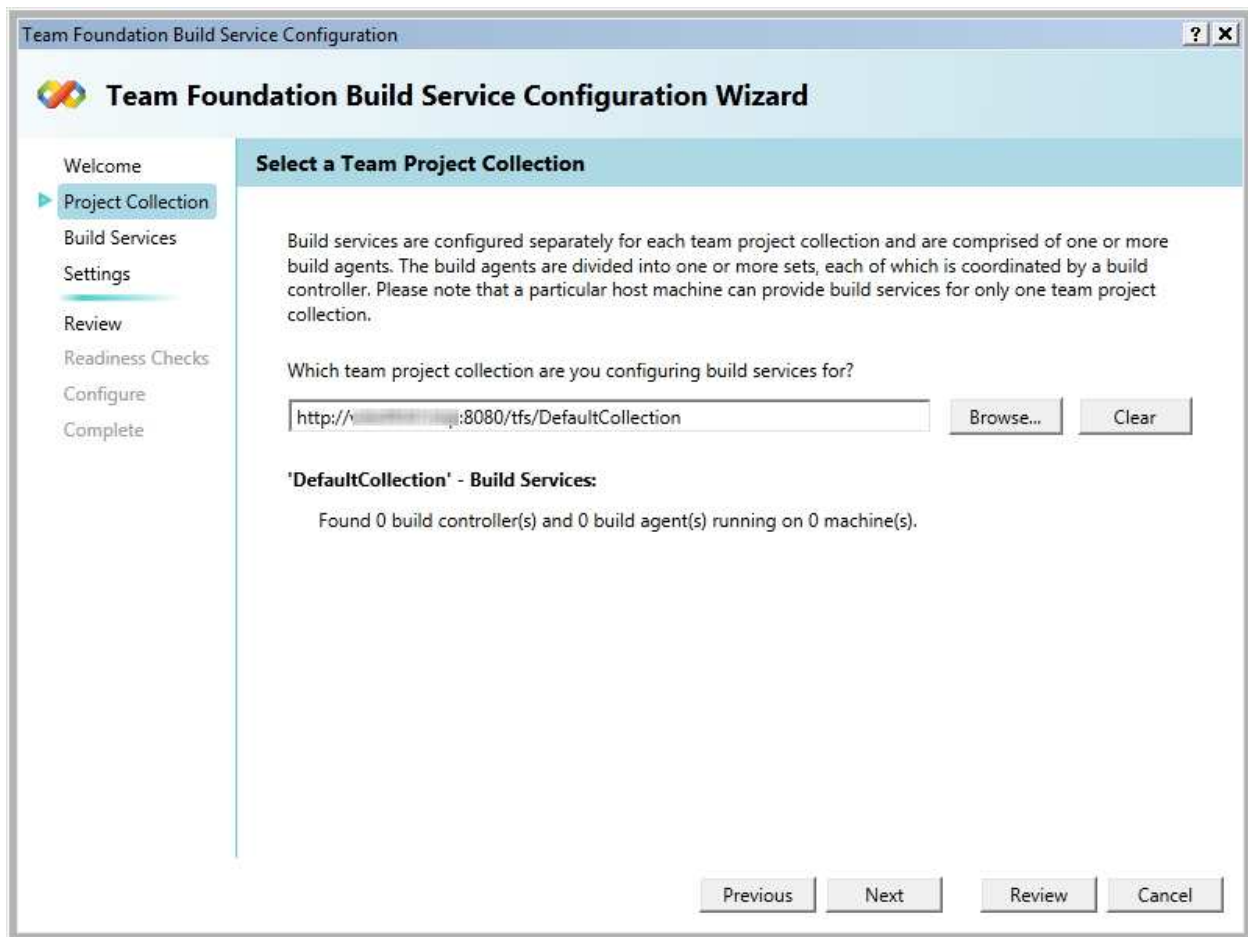 Team Foundation Build Service Configuration
? X
Team Foundation Build Service Configuration Wizard
Welcome
Project Collection
Build Services
Settings
Review
Readiness Checks
Configure
Complete
Select a Team Project Collection
Build services are configured separately for each team project collection and are comprised of one or more
build agents. The build agents are divided into one or more sets, each of which is coordinated by a build
controller. Please note that a particular host machine can provide build services for only one team project
collection.
Which team project collection are you configuring build services for?
http:// :8080/tfs/DefaultCollection
Browse...
Clear
'DefaultCollection' - Build Services:
Found 0 build controller(s) and 0 build agent(s) running on 0 machine(s).
Previous
Next
Review
Cancel